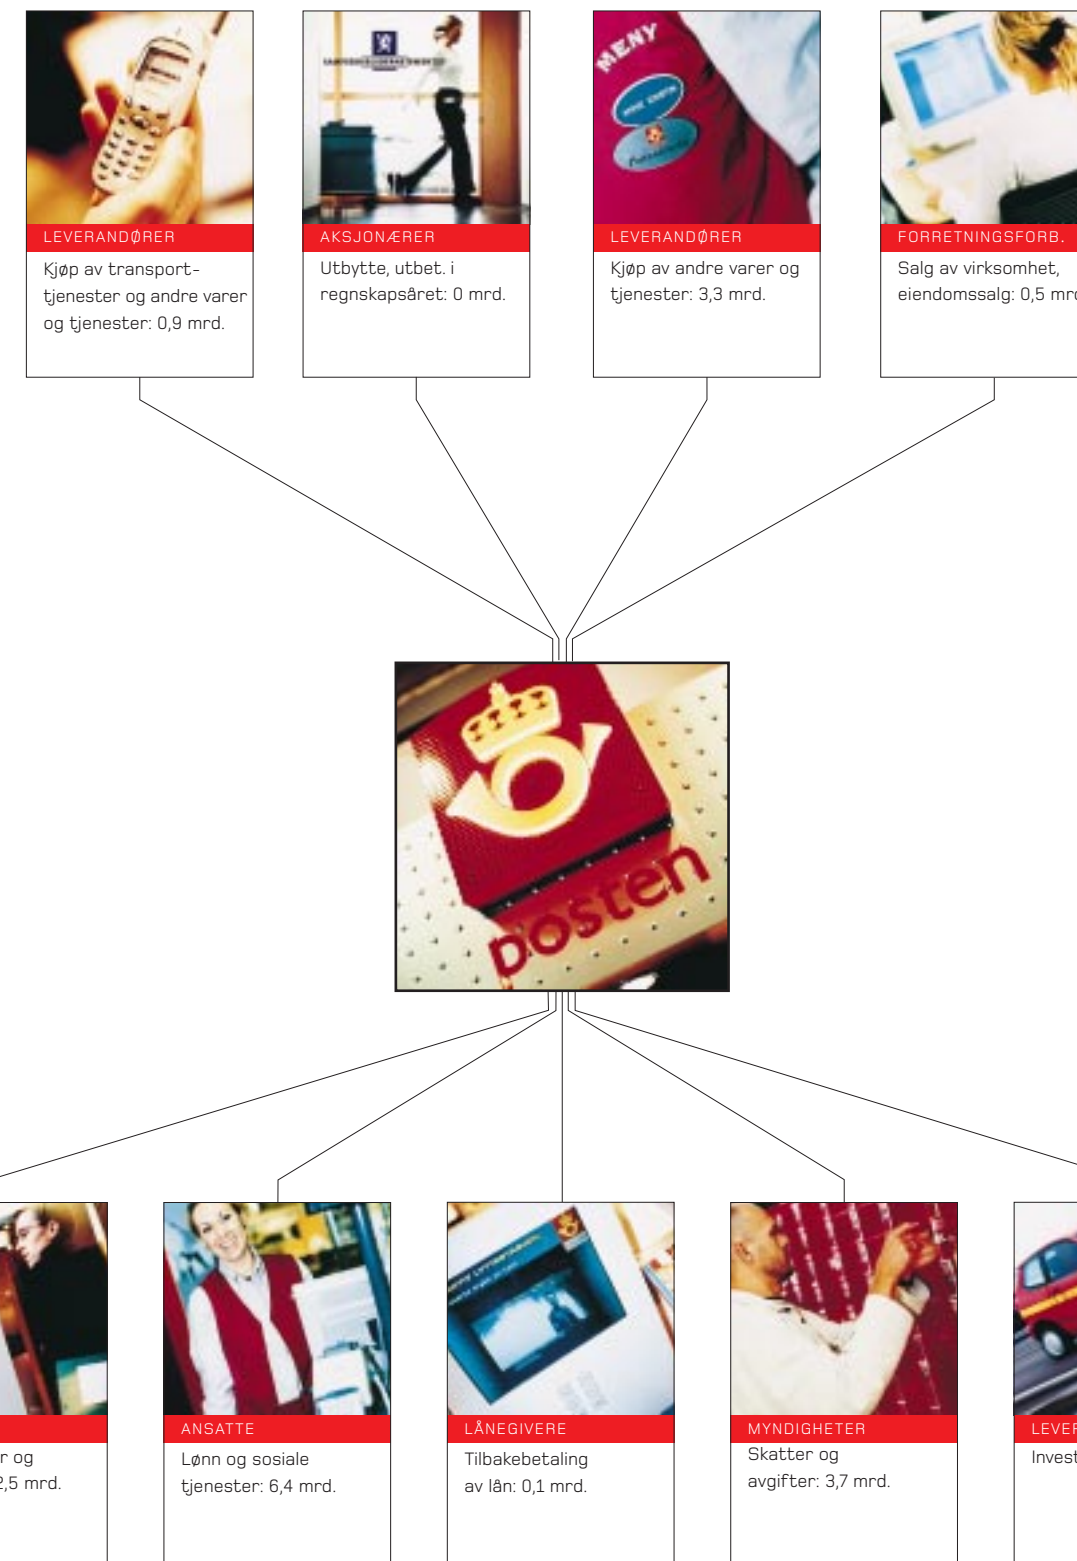 MENY
LEVERANDØRER
Kjøp av transport-
tjenester og andre varer
og tjenester: 0,9 mrd.
AKSJONÆRER
Utbytte, utbet. i
regnskapsåret: 0 mrd.
LEVERANDØRER
Kjøp av andre varer og
tjenester: 3,3 mrd.
FORRETNINGSFORB.
Salg av virksomhet,
eiendomssalg: 0,5
posten
r og
2,5 mrd.
ANSATTE
Lønn og sosiale
tjenester: 6,4 mrd.
LÅNEGIVERE
Tilbakebetaling
av lån: 0,1 mrd.
MYNDIGHETER
Skatter og
avgifter: 3,7 mrd.
LEVER
Invest